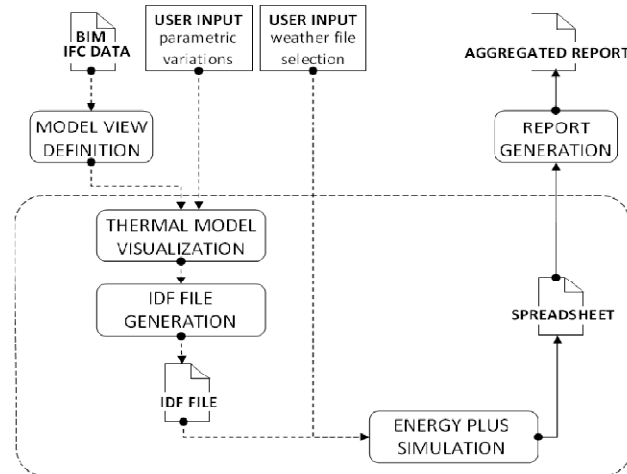 BIM
IFC DATA
USER INPUT
parametric
variations
USER INPUT
weather file
selection
AGGREGATED REPORT
MODEL VIEW
DEFINITION
REPORT
GENERATION
THERMAL MODEL
VISUALIZATION
IDF FILE
GENERATION
SPREADSHEET
IDF FILE
ENERGY PLUS
SIMULATION